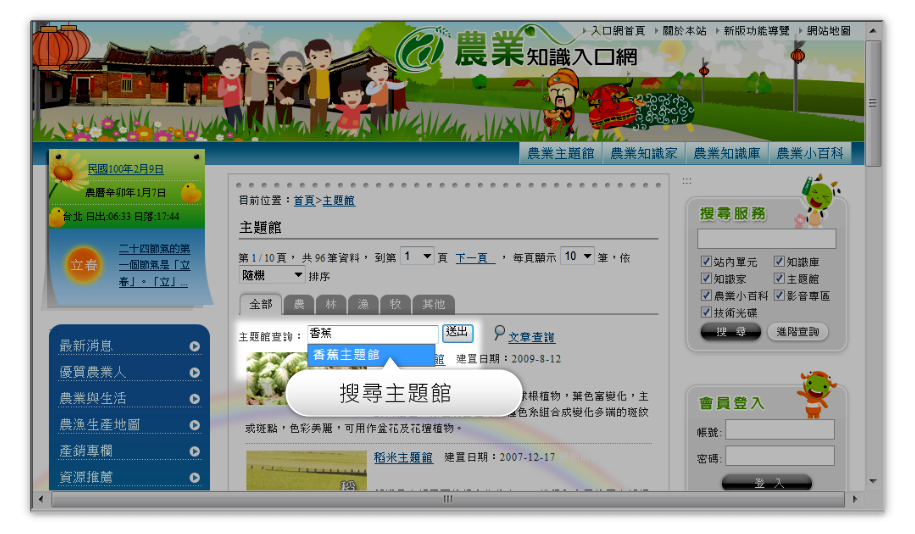 入口網首頁 關於本站 新版功能導覽 網站地圖
農業知識入口網
農業主題館 農業知識家 農業知識庫 農業小百科
民國100年2月9日
農曆辛卯年1月7日
台北 日出:06:33 日落:17:44
立春
二十四節氣的第
一個節氣是「立
春」。「立」...
最新消息
優質農業人
農業與生活
農漁生產地圖
產銷專欄
資源推薦
目前位置：首頁>主題館
主題館
第 1 / 10 頁， 共 96 筆資料， 到第 1 頁 下一頁 ， 每頁顯示 10 筆，依
隨機 排序
全部 農 林 漁 牧 其他
主題館查詢： 香蕉 送出 文章查詢
香蕉主題館
館 建置日期：2009-8-12
搜尋主題館
根植物，葉色富變化，主
色系組合成變化多端的斑紋
或斑點，色彩美麗，可用作盆花及花壇植物。
稻米主題館 建置日期：2007-12-17
稻
搜尋服務
站內單元 知識庫
知識家 主題館
農業小百科 影音專區
技術光碟
搜 尋 進階查詢
會員登入
帳號:
密碼:
登 入